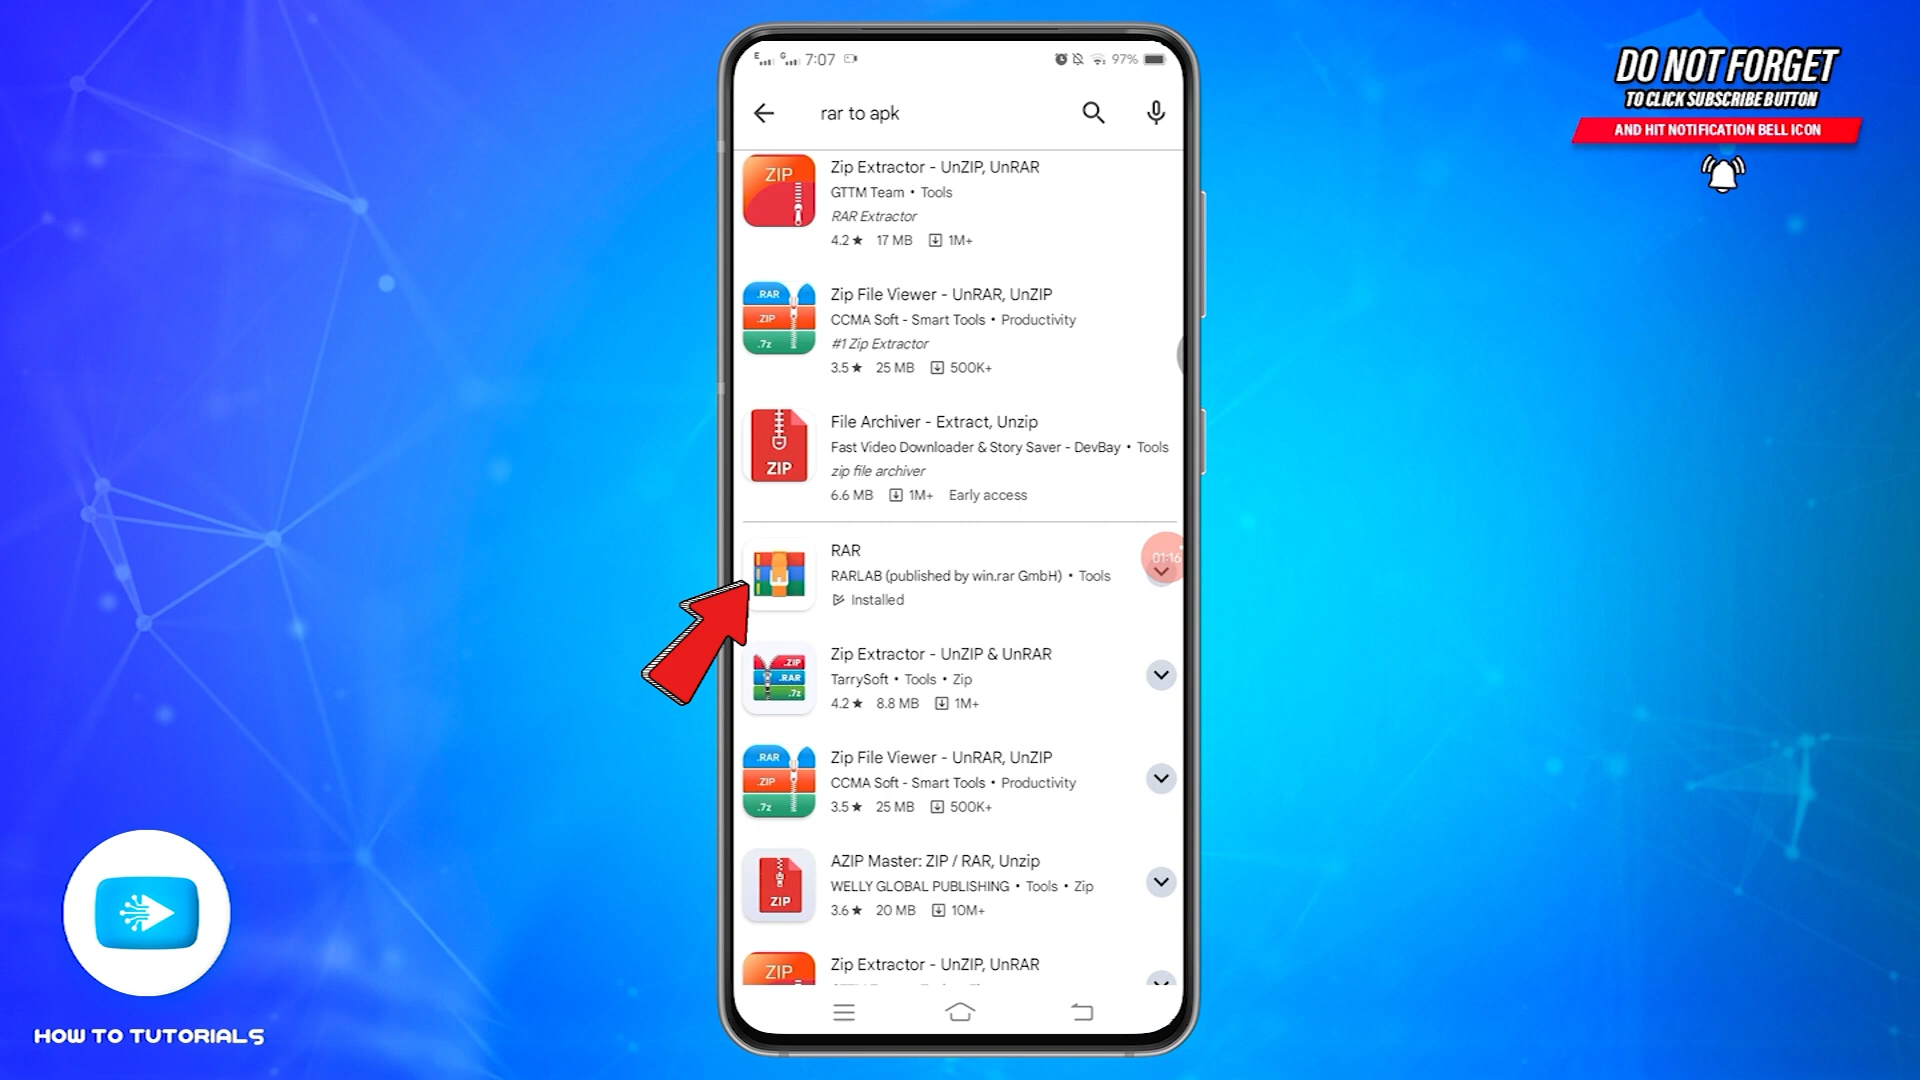 DO NOT FORGET
TO CLICK SUBSCRIBE BUTTON
AND HIT NOTIFICATION BELL ICON
E G 7:07 97%
rar to apk
ZIP
Zip Extractor - UnZIP, UnRAR
GTTM Team • Tools
RAR Extractor
4.2★ 17 MB 1M+
.RAR
.ZIP
.7z
Zip File Viewer - UnRAR, UnZIP
CCMA Soft - Smart Tools • Productivity
#1 Zip Extractor
3.5★ 25 MB 500K+
ZIP
File Archiver - Extract, Unzip
Fast Video Downloader & Story Saver - DevBay • Tools
zip file archiver
6.6 MB 1M+ Early access
RAR
RARLAB (published by win.rar GmbH) • Tools
Installed
01:16
.ZIP
.RAR
.7z
Zip Extractor - UnZIP & UnRAR
TarrySoft • Tools • Zip
4.2★ 8.8 MB 1M+
.RAR
.ZIP
.7z
Zip File Viewer - UnRAR, UnZIP
CCMA Soft - Smart Tools • Productivity
3.5★ 25 MB 500K+
ZIP
AZIP Master: ZIP / RAR, Unzip
WELLY GLOBAL PUBLISHING • Tools • Zip
3.6★ 20 MB 10M+
ZIP
Zip Extractor - UnZIP, UnRAR
HOW TO TUTORIALS